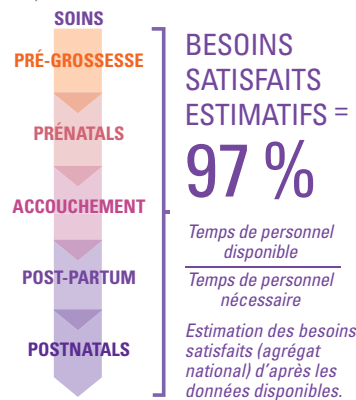 SOINS
PRÉ-GROSSESSE
PRÉNATALS
ACCOUCHEMENT
POST-PARTUM
POSTNATALS
BESOINS
SATISFAITS
ESTIMATIFS =
97 %
Temps de personnel
disponible
Temps de personnel
nécessaire
Estimation des besoins
satisfaits (agrégat
national) d’après les
données disponibles.